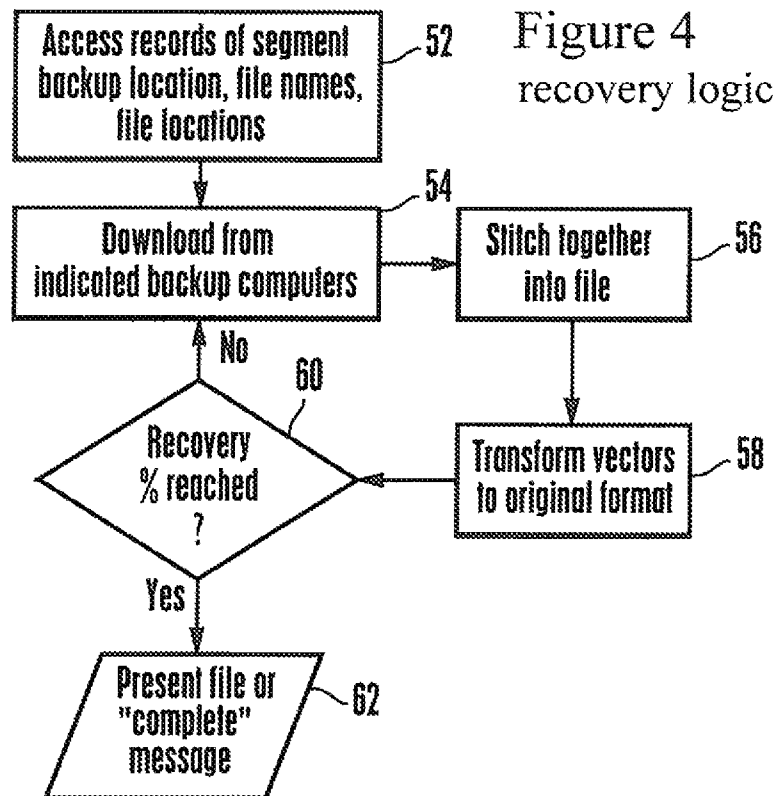 Figure 4
recovery logic
52
Access records of segment
backup location, file names,
file locations
54
Download from
indicated backup computers
56
Stitch together
into file
58
Transform vectors
to original format
60
Recovery
% reached
?
No
Yes
62
Present file or
"complete"
message